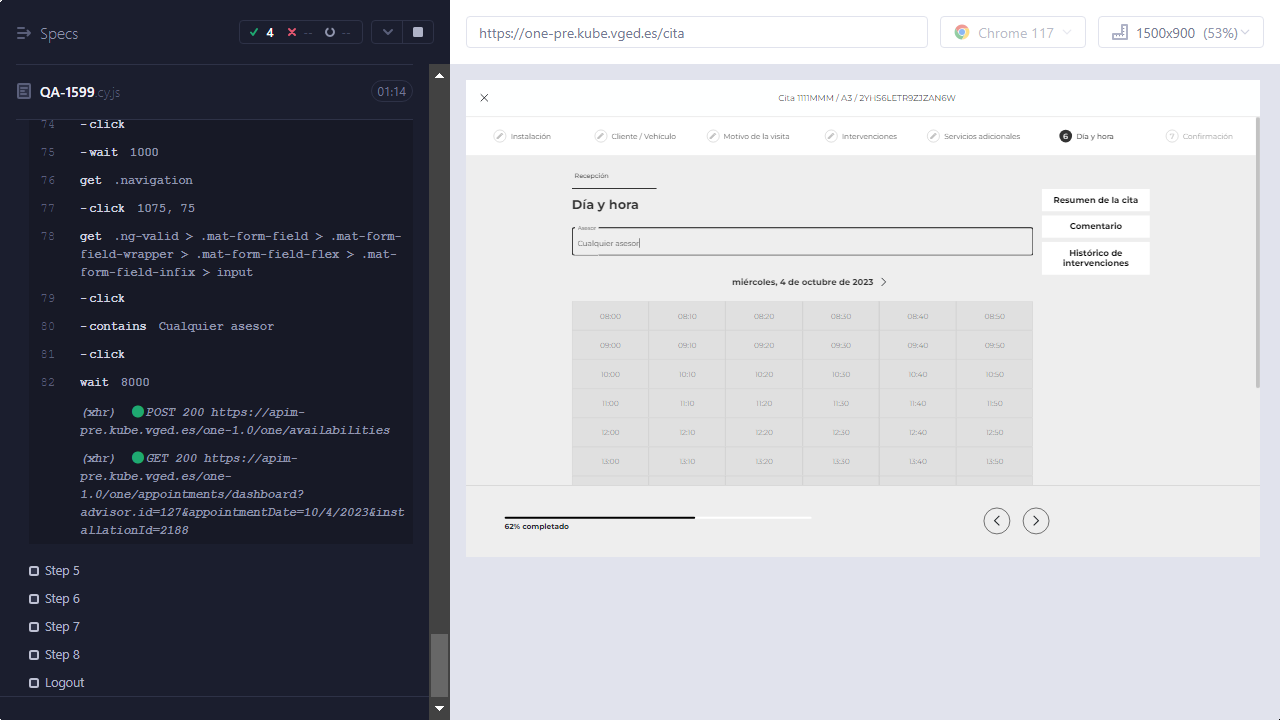 Specs
4
--
--
QA-1599 cy.js
01:14
74 -click
75 -wait 1000
76 get .navigation
77 -click 1075, 75
78 get .ng-valid > .mat-form-field > .mat-form-
field-wrapper > .mat-form-field-flex > .mat-
form-field-infix > input
79 -click
80 -contains Cualquier asesor
81 -click
82 wait 8000
(xhr) POST 200 https://apim-
pre.kube.vged.es/one-1.0/one/availabilities
(xhr) GET 200 https://apim-
pre.kube.vged.es/one-
1.0/one/appointments/dashboard?
advisor.id=127&appointmentDate=10/4/2023&inst
allationId=2188
Step 5
Step 6
Step 7
Step 8
Logout
https://one-pre.kube.vged.es/cita
Chrome 117
1500x900 (53%)
Cita 1111MMM / A3 / 2YHS6LETR9ZJZAN6W
Instalación
Cliente / Vehículo
Motivo de la visita
Intervenciones
Servicios adicionales
6 Día y hora
7 Confirmación
Recepción
Día y hora
Asesor
Cualquier asesor
miércoles, 4 de octubre de 2023
08:00 08:10 08:20 08:30 08:40 08:50
09:00 09:10 09:20 09:30 09:40 09:50
10:00 10:10 10:20 10:30 10:40 10:50
11:00 11:10 11:20 11:30 11:40 11:50
12:00 12:10 12:20 12:30 12:40 12:50
13:00 13:10 13:20 13:30 13:40 13:50
Resumen de la cita
Comentario
Histórico de
intervenciones
62% completado